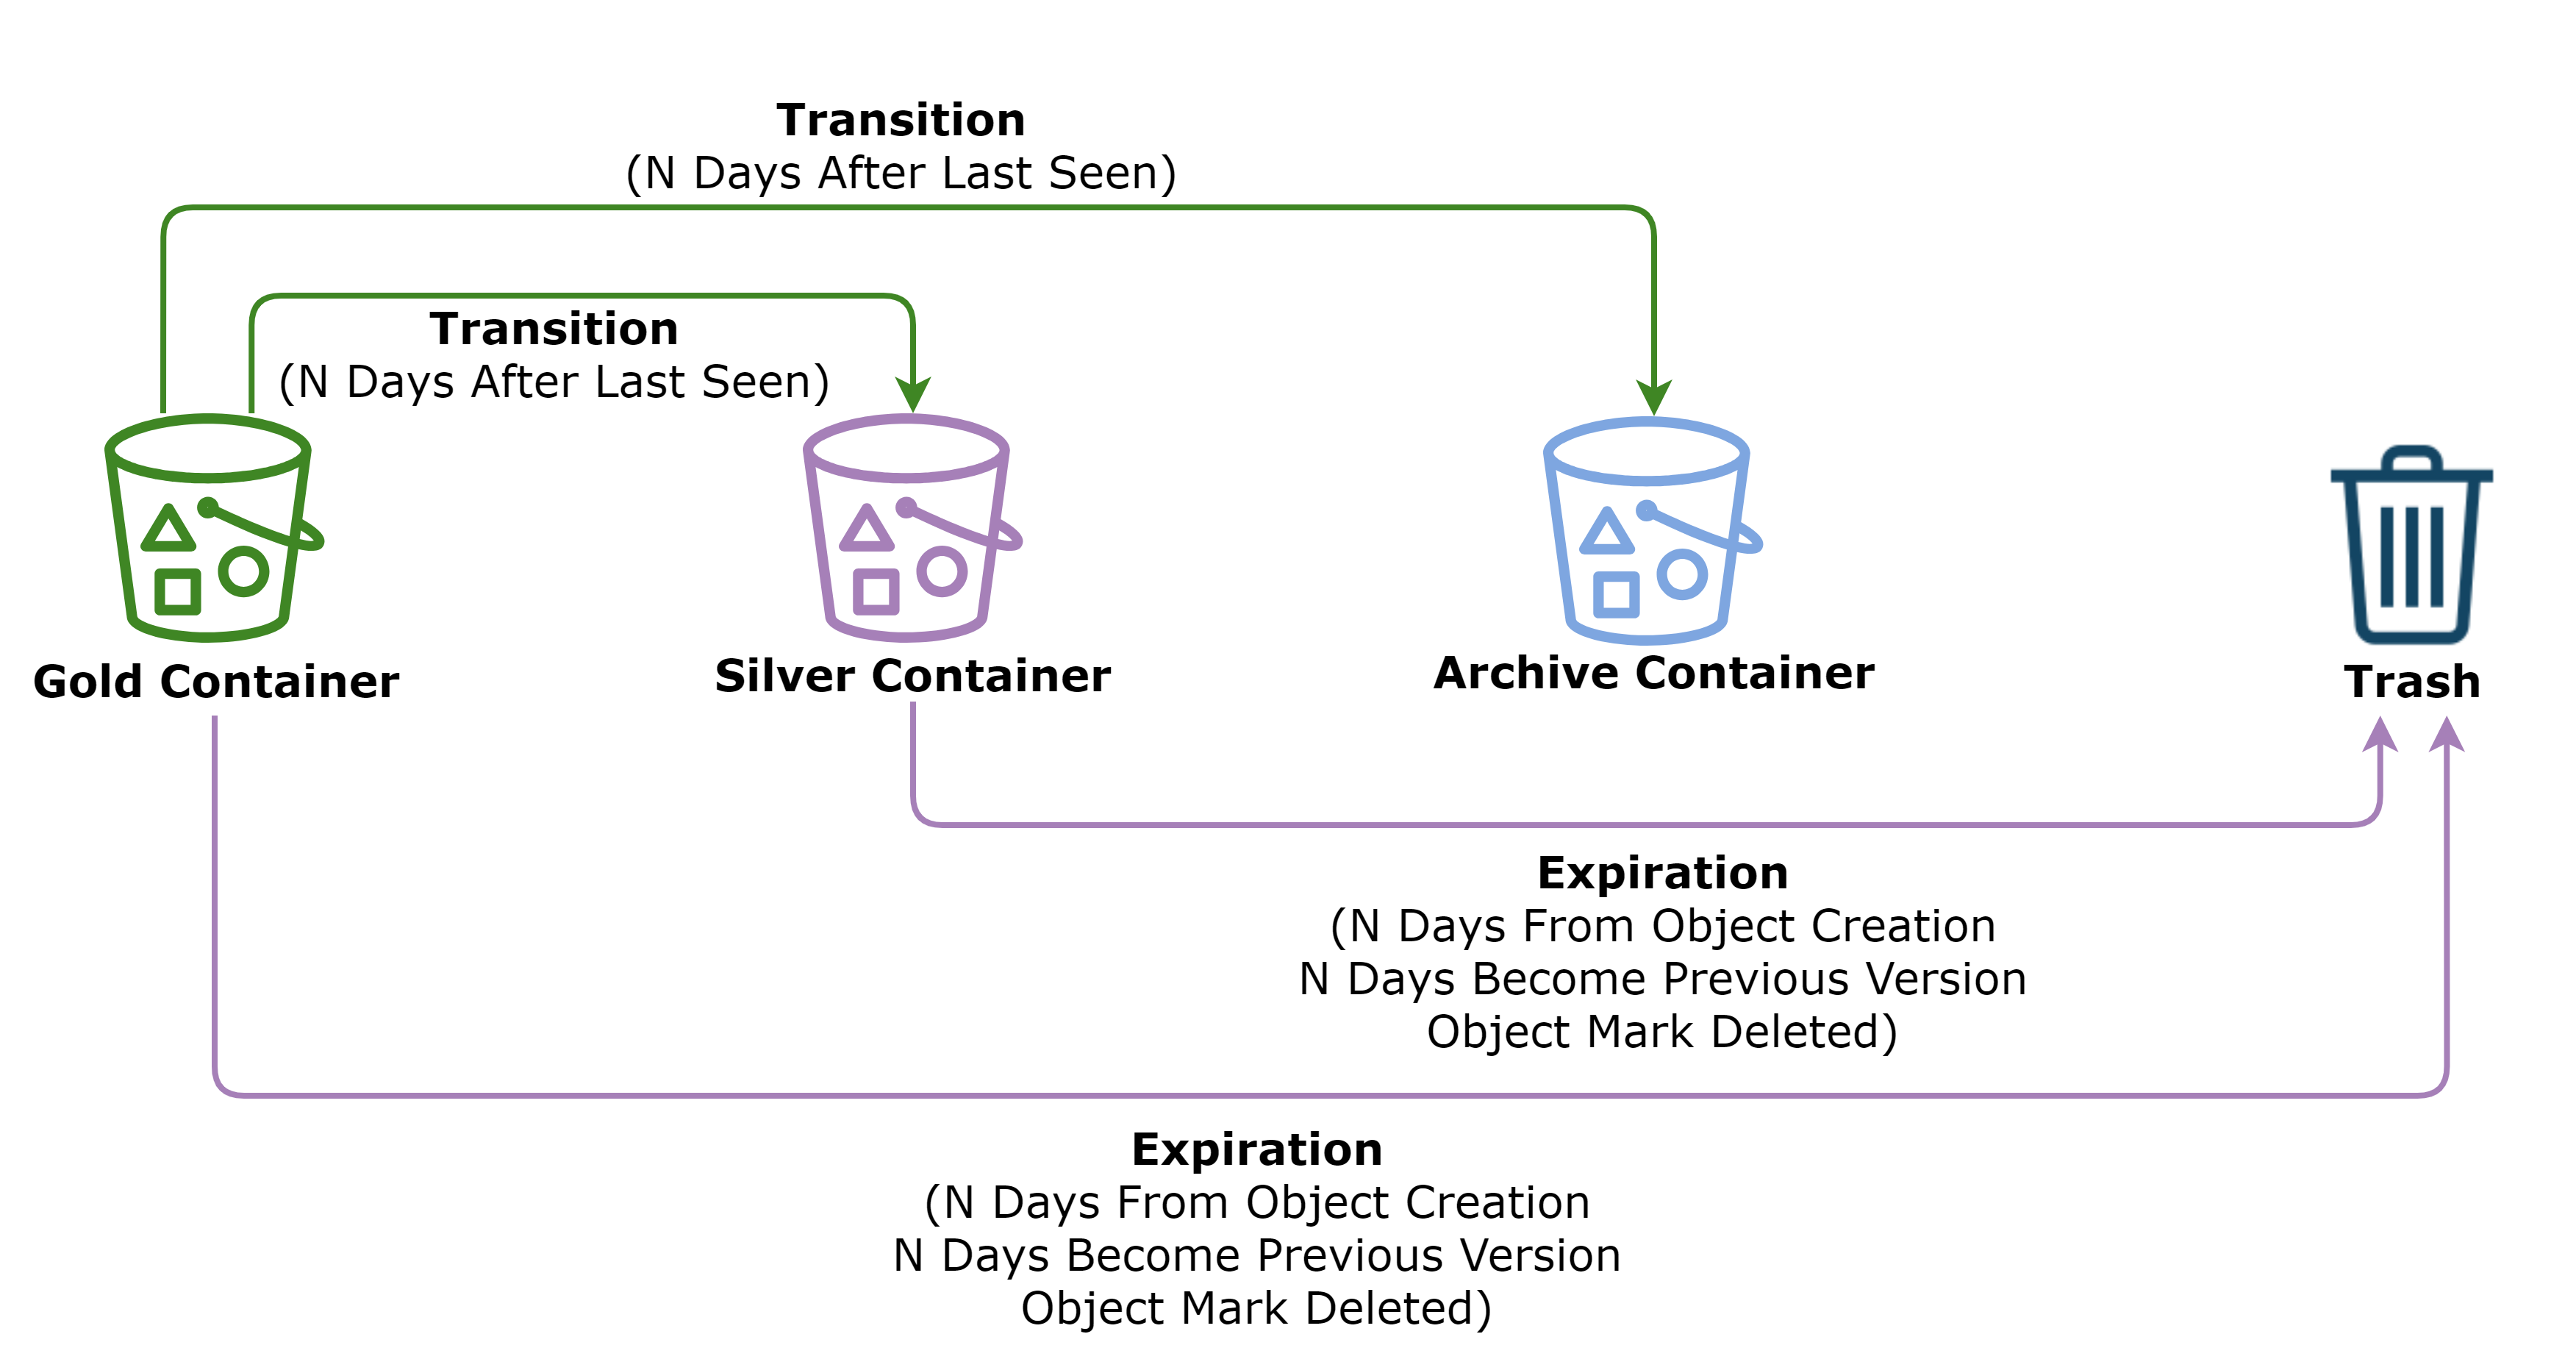 Transition
(N Days After Last Seen)
Transition
(N Days After Last Seen)
Gold Container
Silver Container
Archive Container
Trash
Expiration
(N Days From Object Creation
N Days Become Previous Version
Object Mark Deleted)
Expiration
(N Days From Object Creation
N Days Become Previous Version
Object Mark Deleted)